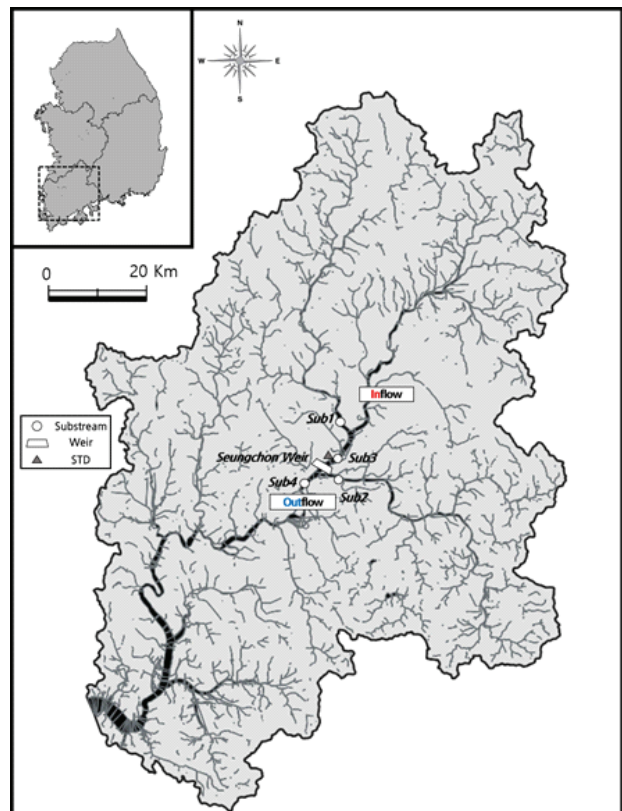 N
W E
S
0 20 Km
Inflow
Sub1
Substream
Weir
STD
Seungchon Weir
Sub3
Sub4
Sub2
Outflow